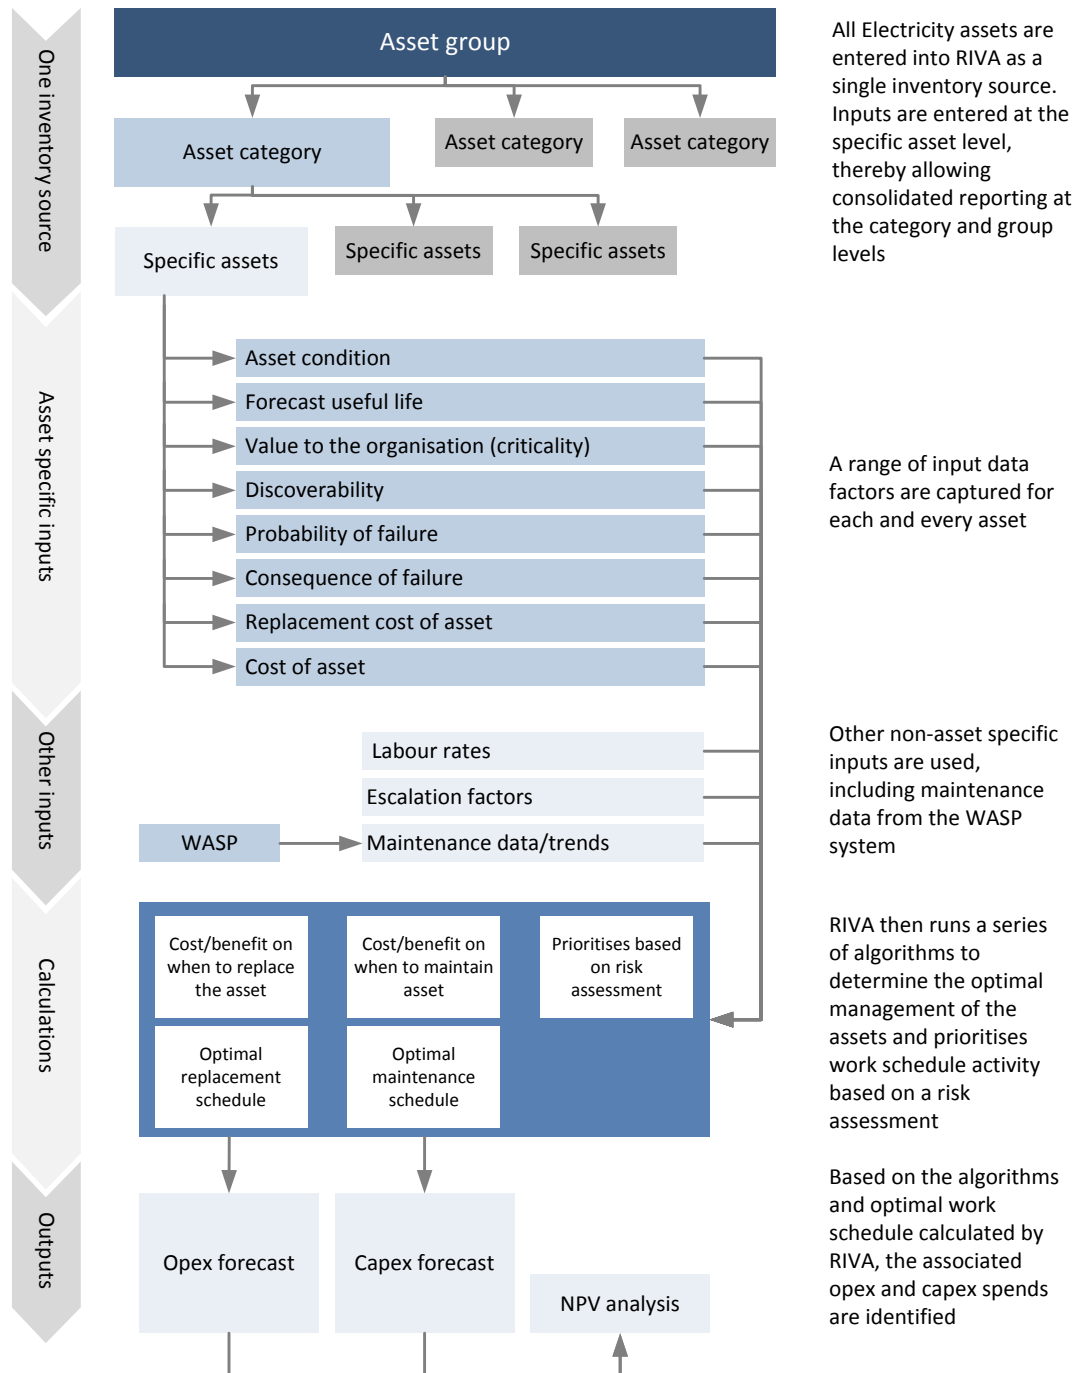 One inventory source
Asset group
Asset category
Asset category
Asset category
Specific assets
Specific assets
Specific assets
All Electricity assets are
entered into RIVA as a
single inventory source.
Inputs are entered at the
specific asset level,
thereby allowing
consolidated reporting at
the category and group
levels
Asset specific inputs
Asset condition
Forecast useful life
Value to the organisation (criticality)
Discoverability
Probability of failure
Consequence of failure
Replacement cost of asset
Cost of asset
A range of input data
factors are captured for
each and every asset
Other inputs
Labour rates
Escalation factors
WASP
Maintenance data/trends
Other non-asset specific
inputs are used,
including maintenance
data from the WASP
system
Calculations
Cost/benefit on
when to replace
the asset
Cost/benefit on
when to maintain
asset
Prioritises based
on risk
assessment
Optimal
replacement
schedule
Optimal
maintenance
schedule
RIVA then runs a series
of algorithms to
determine the optimal
management of the
assets and prioritises
work schedule activity
based on a risk
assessment
Outputs
Opex forecast
Capex forecast
NPV analysis
Based on the algorithms
and optimal work
schedule calculated by
RIVA, the associated
opex and capex spends
are identified